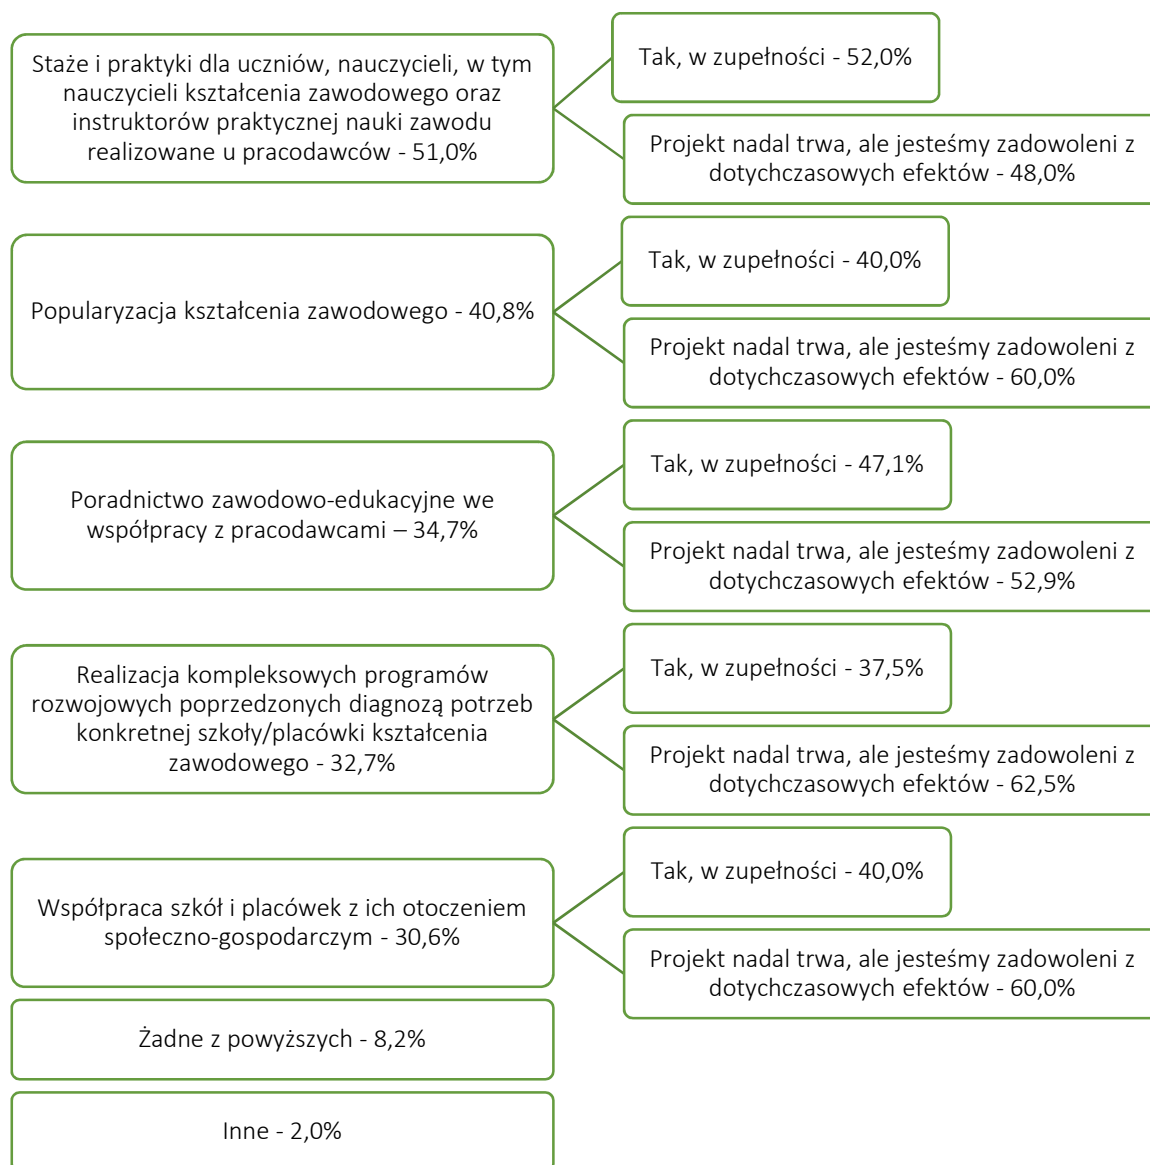 Staże i praktyki dla uczniów, nauczycieli, w tym
nauczycieli kształcenia zawodowego oraz
instruktorów praktycznej nauki zawodu
realizowane u pracodawców - 51,0%
Tak, w zupełności - 52,0%
Projekt nadal trwa, ale jesteśmy zadowoleni z
dotychczasowych efektów - 48,0%
Popularyzacja kształcenia zawodowego - 40,8%
Tak, w zupełności - 40,0%
Projekt nadal trwa, ale jesteśmy zadowoleni z
dotychczasowych efektów - 60,0%
Poradnictwo zawodowo-edukacyjne we
współpracy z pracodawcami – 34,7%
Tak, w zupełności - 47,1%
Projekt nadal trwa, ale jesteśmy zadowoleni z
dotychczasowych efektów - 52,9%
Realizacja kompleksowych programów
rozwojowych poprzedzonych diagnozą potrzeb
konkretnej szkoły/placówki kształcenia
zawodowego - 32,7%
Tak, w zupełności - 37,5%
Projekt nadal trwa, ale jesteśmy zadowoleni z
dotychczasowych efektów - 62,5%
Współpraca szkół i placówek z ich otoczeniem
społeczno-gospodarczym - 30,6%
Tak, w zupełności - 40,0%
Projekt nadal trwa, ale jesteśmy zadowoleni z
dotychczasowych efektów - 60,0%
Żadne z powyższych - 8,2%
Inne - 2,0%